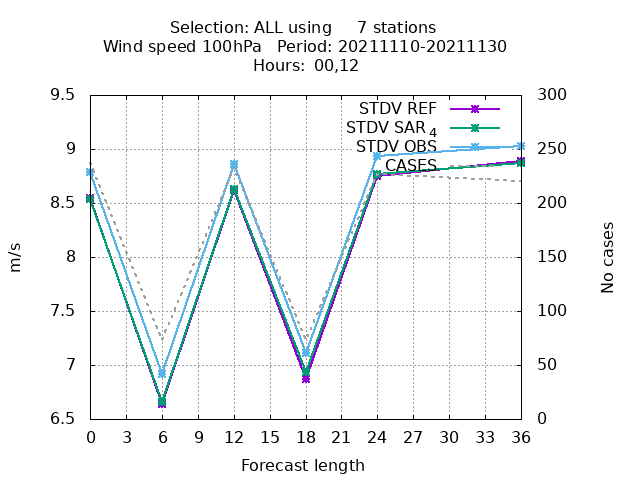 Selection: ALL using 7 stations
Wind speed 100hPa Period: 20211110-20211130
Hours: 00,12
9.5
9
8.5
8
7.5
7
6.5
m/s
300
250
200
150
100
50
0
No cases
STDV REF
STDV SAR4
STDV OBS
CASES
0 3 6 9 12 15 18 21 24 27 30 33 36
Forecast length